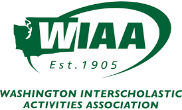 WIAA
Est. 1905
WASHINGTON INTERSCHOLASTIC
ACTIVITIES ASSOCIATION